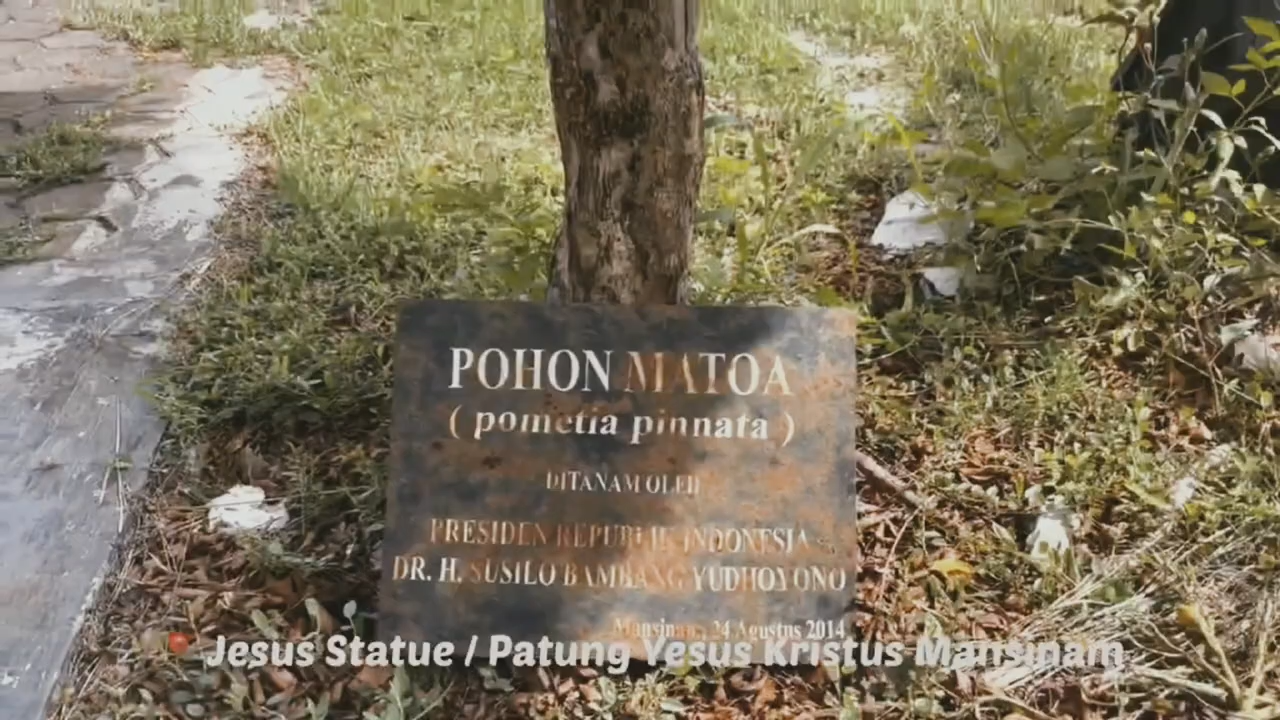 POHON MATOA
( pometia pinnata )
DITANAM OLEH
PRESIDEN REPUBLIK INDONESIA
DR. H. SUSILO BAMBANG YUDHOYONO
Mansinam, 24 Agustus 2014
Jesus Statue / Patung Yesus Kristus Mansinam